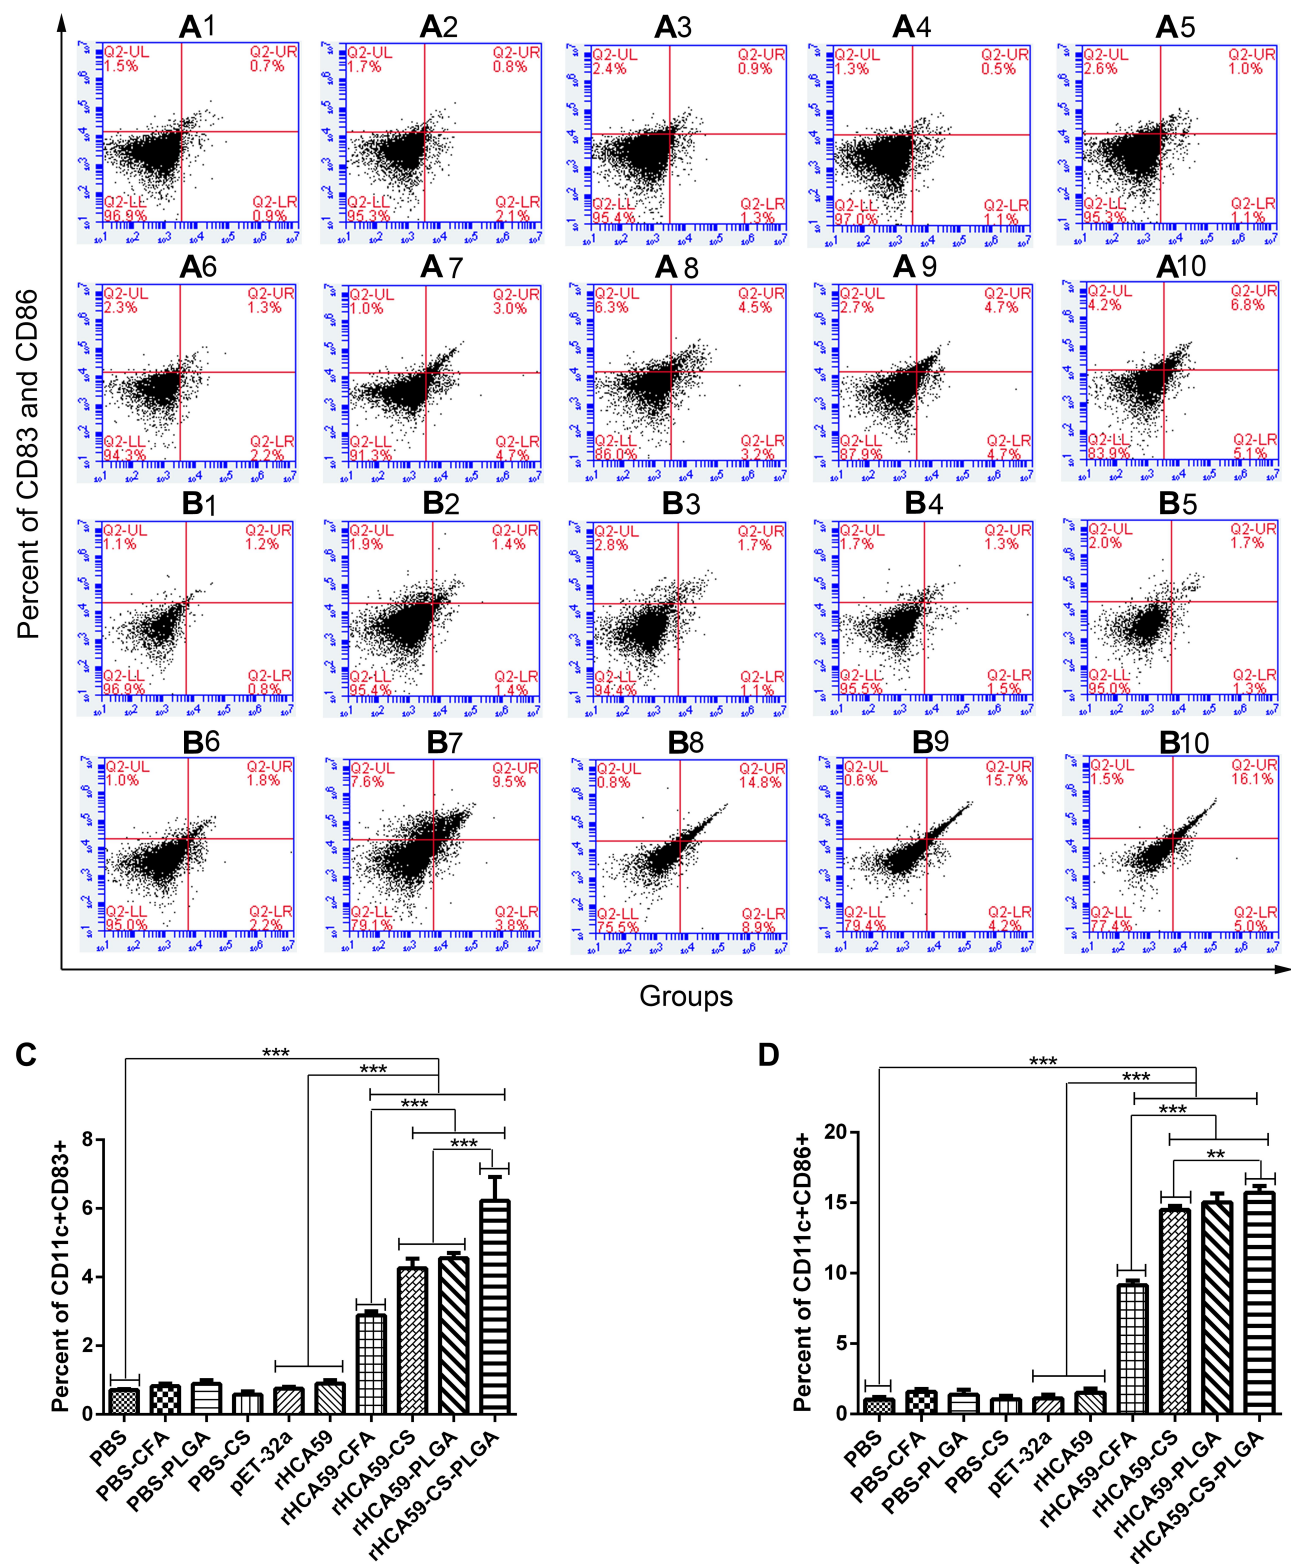 A1 A2 A3 A4 A5
Q2-UL Q2-UR Q2-UL Q2-UR Q2-UL Q2-UR Q2-UL Q2-UR Q2-UL Q2-UR
1.5% 0.7% 1.7% 0.8% 2.4% 0.9% 1.3% 0.5% 2.6% 1.0%
Q2-LL Q2-LR Q2-LL Q2-LR Q2-LL Q2-LR Q2-LL Q2-LR Q2-LL Q2-LR
96.9% 0.9% 95.3% 2.1% 95.4% 1.3% 97.0% 1.1% 95.3% 1.1%
A6 A7 A8 A9 A10
Q2-UL Q2-UR Q2-UL Q2-UR Q2-UL Q2-UR Q2-UL Q2-UR Q2-UL Q2-UR
2.3% 1.3% 1.0% 3.0% 6.3% 4.5% 2.7% 4.7% 4.2% 6.8%
Q2-LL Q2-LR Q2-LL Q2-LR Q2-LL Q2-LR Q2-LL Q2-LR Q2-LL Q2-LR
94.3% 2.2% 91.3% 4.7% 86.0% 3.2% 87.9% 4.7% 83.9% 5.1%
Percent of CD83 and CD86
B1 B2 B3 B4 B5
Q2-UL Q2-UR Q2-UL Q2-UR Q2-UL Q2-UR Q2-UL Q2-UR Q2-UL Q2-UR
1.1% 1.2% 1.9% 1.4% 2.8% 1.7% 1.7% 1.3% 2.0% 1.7%
Q2-LL Q2-LR Q2-LL Q2-LR Q2-LL Q2-LR Q2-LL Q2-LR Q2-LL Q2-LR
96.9% 0.8% 95.4% 1.4% 94.4% 1.1% 95.5% 1.5% 95.0% 1.3%
B6 B7 B8 B9 B10
Q2-UL Q2-UR Q2-UL Q2-UR Q2-UL Q2-UR Q2-UL Q2-UR Q2-UL Q2-UR
1.0% 1.8% 7.6% 9.5% 0.8% 14.8% 0.6% 15.7% 1.5% 16.1%
Q2-LL Q2-LR Q2-LL Q2-LR Q2-LL Q2-LR Q2-LL Q2-LR Q2-LL Q2-LR
95.0% 2.2% 79.1% 3.8% 75.5% 8.9% 79.4% 4.2% 77.4% 5.0%
Groups
C
***
***
***
***
Percent of CD11c+CD83+
8
6
4
2
0
PBS
PBS-CFA
PBS-PLGA
PBS-CS
pET-32a
rHCA59
rHCA59-CFA
rHCA59-CS
rHCA59-PLGA
rHCA59-CS-PLGA
D
***
***
***
**
Percent of CD11c+CD86+
20
15
10
5
0
PBS
PBS-CFA
PBS-PLGA
PBS-CS
pET-32a
rHCA59
rHCA59-CFA
rHCA59-CS
rHCA59-PLGA
rHCA59-CS-PLGA